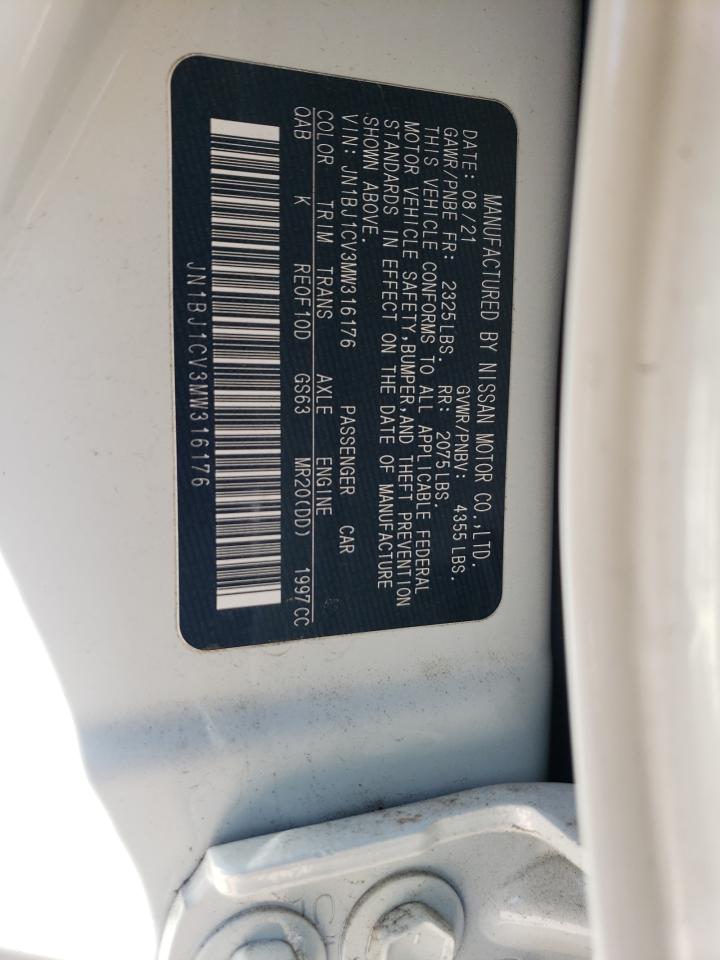 MANUFACTURED BY NISSAN MOTOR CO.,LTD.
DATE: 08/21 GVWR/PNBV: 4355 LBS.
GAWR/PNBE FR: 2325LBS. RR: 2075LBS.
THIS VEHICLE CONFORMS TO ALL APPLICABLE FEDERAL
MOTOR VEHICLE SAFETY,BUMPER,AND THEFT PREVENTION
STANDARDS IN EFFECT ON THE DATE OF MANUFACTURE
SHOWN ABOVE.
VIN: JN1BJ1CV3MW316176 PASSENGER CAR
COLOR TRIM TRANS AXLE ENGINE
QAB K RE0F10D GS63 MR20(DD) 1997CC
JN1BJ1CV3MW316176